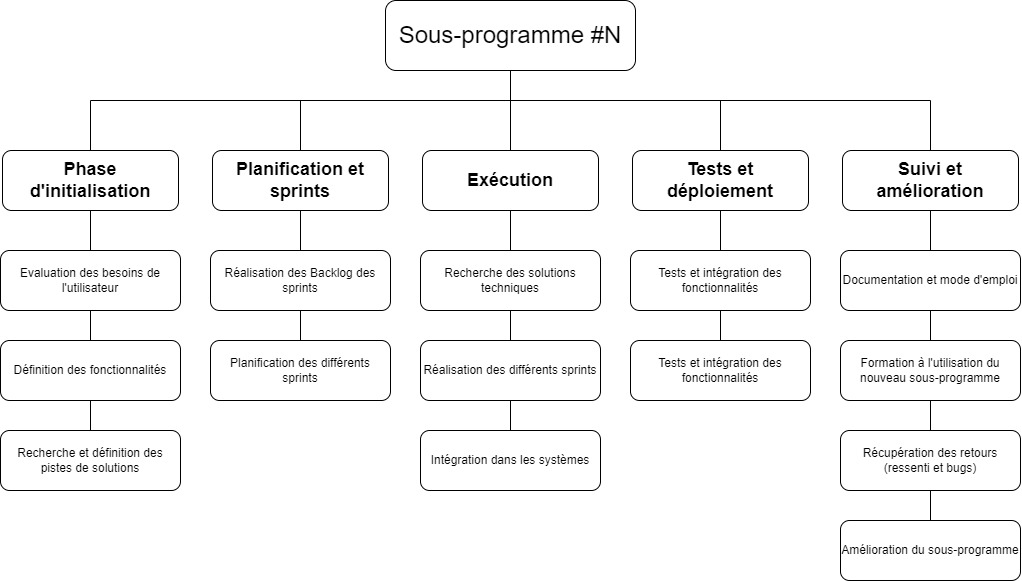 Sous-programme #N
Phase
d'initialisation
Planification et
sprints
Exécution
Tests et
déploiement
Suivi et
amélioration
Evaluation des besoins de
l'utilisateur
Réalisation des Backlog des
sprints
Recherche des solutions
techniques
Tests et intégration des
fonctionnalités
Documentation et mode d'emploi
Définition des fonctionnalités
Planification des différents
sprints
Réalisation des différents sprints
Tests et intégration des
fonctionnalités
Formation à l'utilisation du
nouveau sous-programme
Recherche et définition des
pistes de solutions
Intégration dans les systèmes
Récupération des retours
(ressenti et bugs)
Amélioration du sous-programme